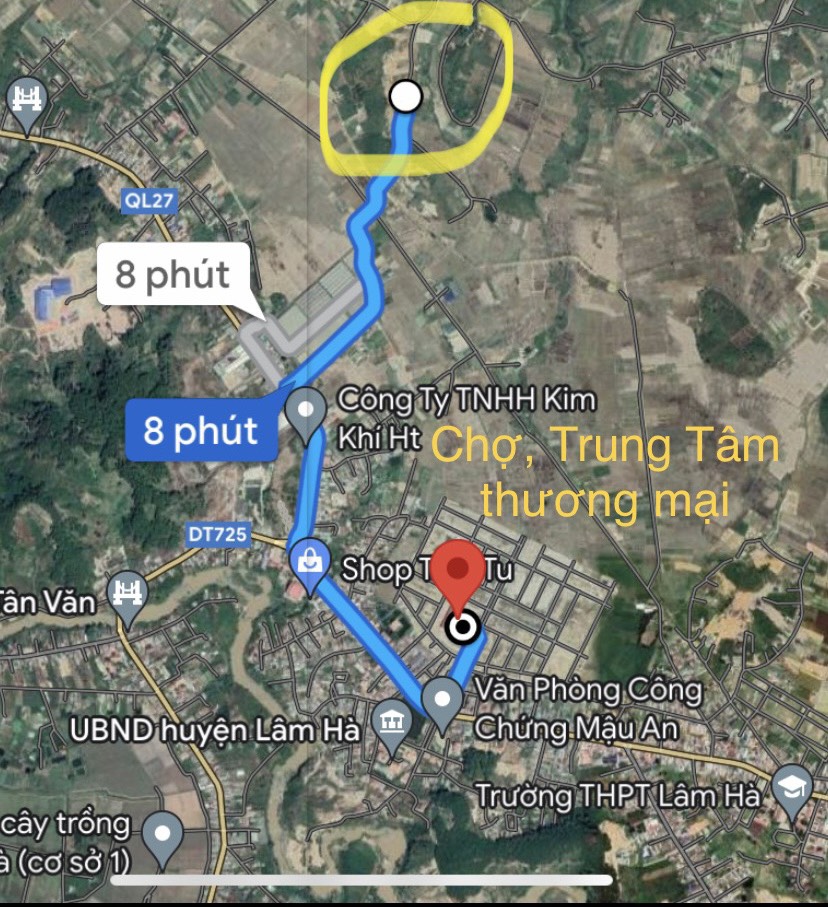 QL27
8 phút
8 phút
Công Ty TNHH Kim
Khí Ht
Chợ, Trung Tâm
thương mại
DT725
Shop T Tu
Tân Văn
Văn Phòng Công
Chứng Mậu An
UBND huyện Lâm Hà
Trường THPT Lâm Hà
cây trồng
à (cơ sở 1)